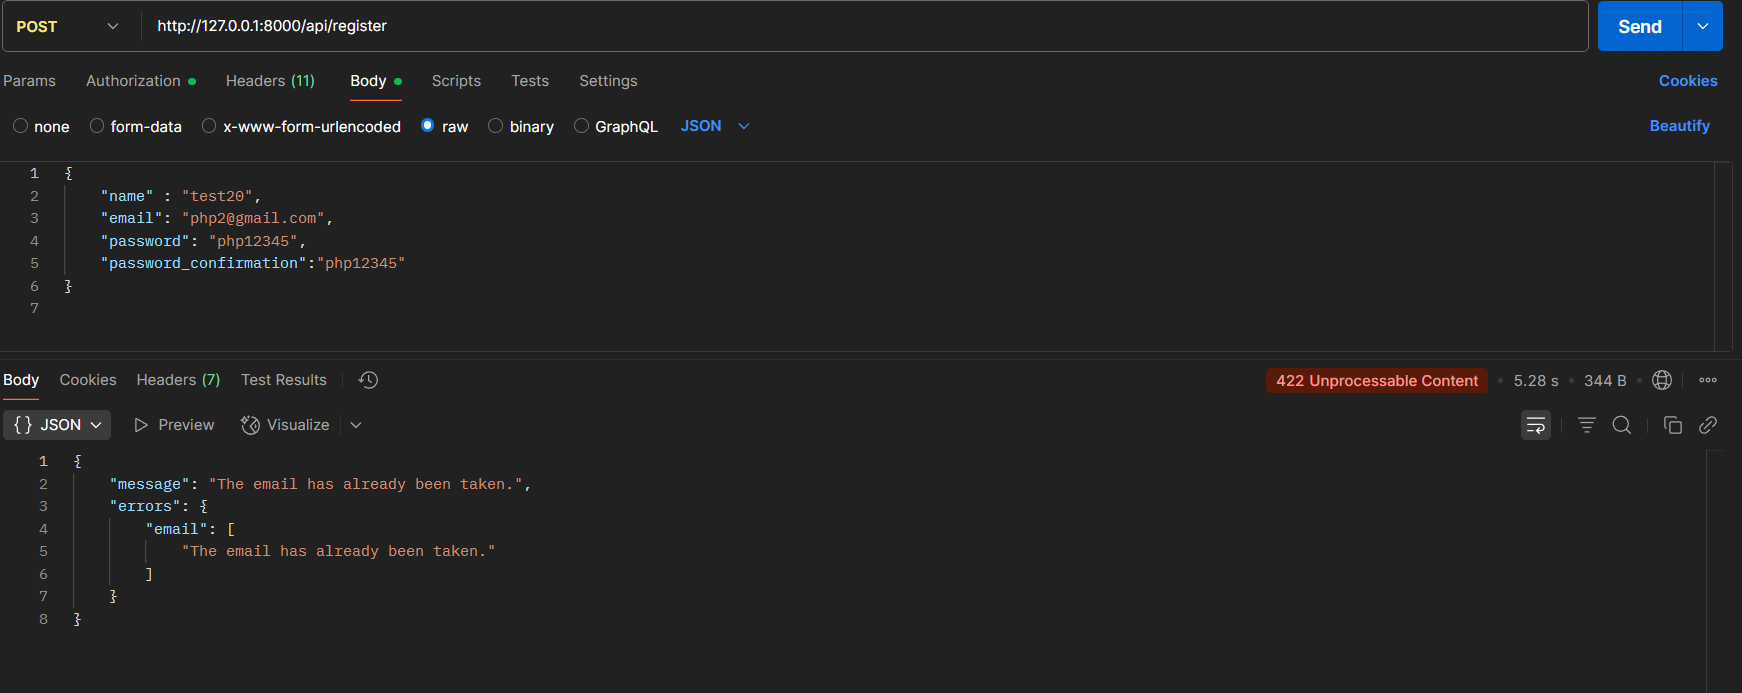 POST http://127.0.0.1:8000/api/register Send
Params Authorization Headers (11) Body Scripts Tests Settings Cookies
none form-data x-www-form-urlencoded raw binary GraphQL JSON Beautify
1 {
2 "name" : "test20",
3 "email": "php2@gmail.com",
4 "password": "php12345",
5 "password_confirmation":"php12345"
6 }
7
Body Cookies Headers (7) Test Results 422 Unprocessable Content • 5.28 s • 344 B •
{} JSON Preview Visualize
1 {
2 "message": "The email has already been taken.",
3 "errors": {
4 "email": [
5 "The email has already been taken."
6 ]
7 }
8 }